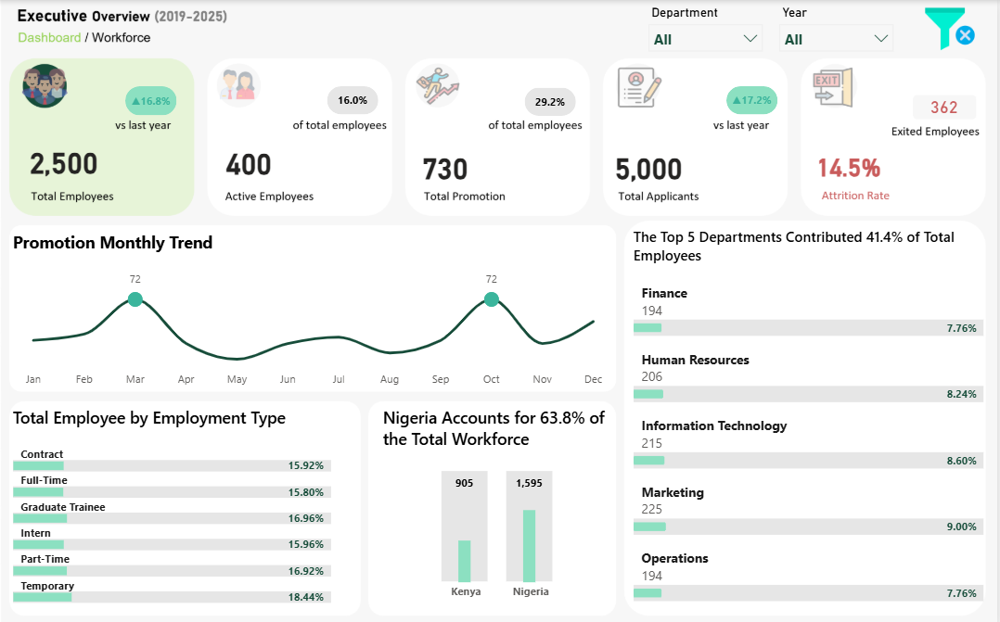 Executive Overview (2019-2025)
Dashboard / Workforce
Department
All
Year
All
▲16.8%
vs last year
2,500
Total Employees
16.0%
of total employees
400
Active Employees
29.2%
of total employees
730
Total Promotion
▲17.2%
vs last year
5,000
Total Applicants
EXIT
362
Exited Employees
14.5%
Attrition Rate
Promotion Monthly Trend
72
72
Jan Feb Mar Apr May Jun Jul Aug Sep Oct Nov Dec
The Top 5 Departments Contributed 41.4% of Total
Employees
Finance
194
7.76%
Human Resources
206
8.24%
Information Technology
215
8.60%
Marketing
225
9.00%
Operations
194
7.76%
Total Employee by Employment Type
Contract
15.92%
Full-Time
15.80%
Graduate Trainee
16.96%
Intern
15.96%
Part-Time
16.92%
Temporary
18.44%
Nigeria Accounts for 63.8% of
the Total Workforce
905 1,595
Kenya Nigeria